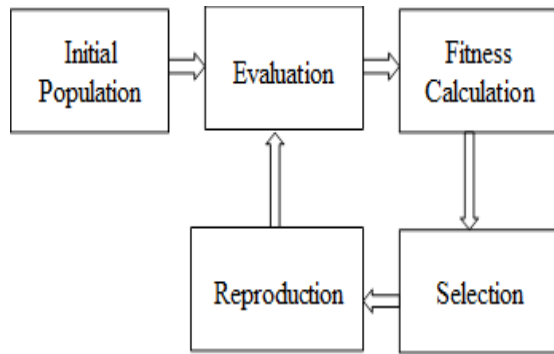 Initial
Population
Evaluation
Fitness
Calculation
Reproduction
Selection